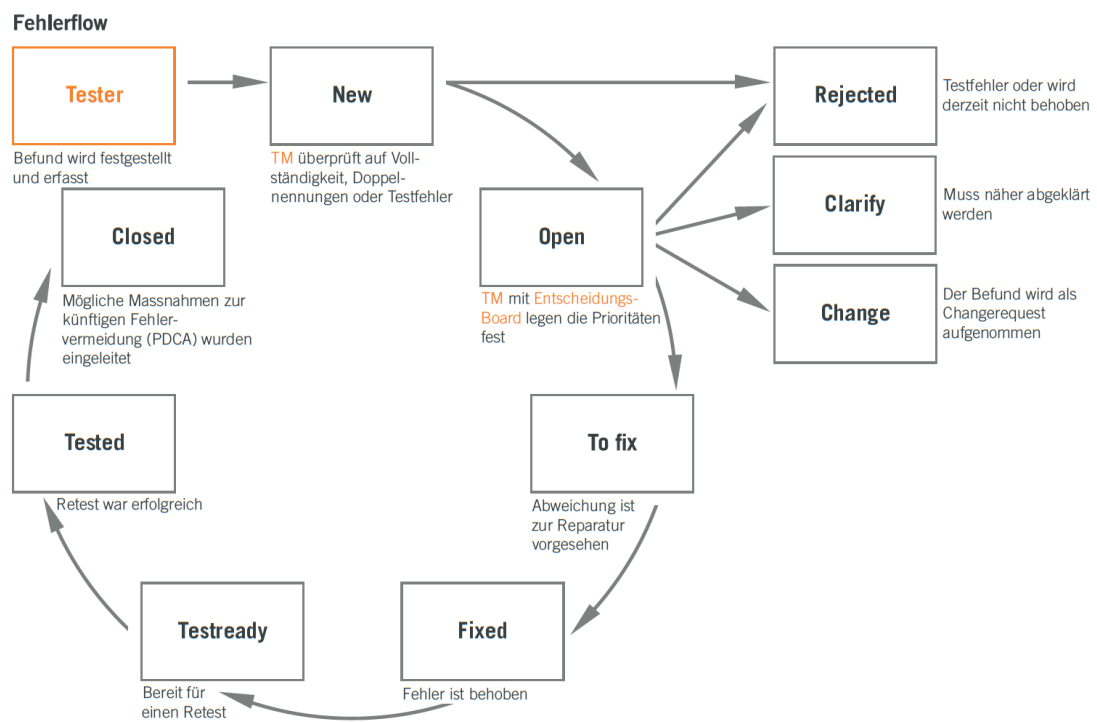 Fehlerflow
Tester
Befund wird festgestellt
und erfasst
New
TM überprüft auf Voll-
ständigkeit, Doppel-
nennungen oder Testfehler
Rejected
Testfehler oder wird
derzeit nicht behoben
Clarify
Muss näher abgeklärt
werden
Change
Der Befund wird als
Changerequest
aufgenommen
Open
TM mit Entscheidungs-
Board legen die Prioritäten
fest
To fix
Abweichung ist
zur Reparatur
vorgesehen
Fixed
Fehler ist behoben
Testready
Bereit für
einen Retest
Tested
Retest war erfolgreich
Closed
Mögliche Massnahmen zur
künftigen Fehler-
vermeidung (PDCA) wurden
eingeleitet